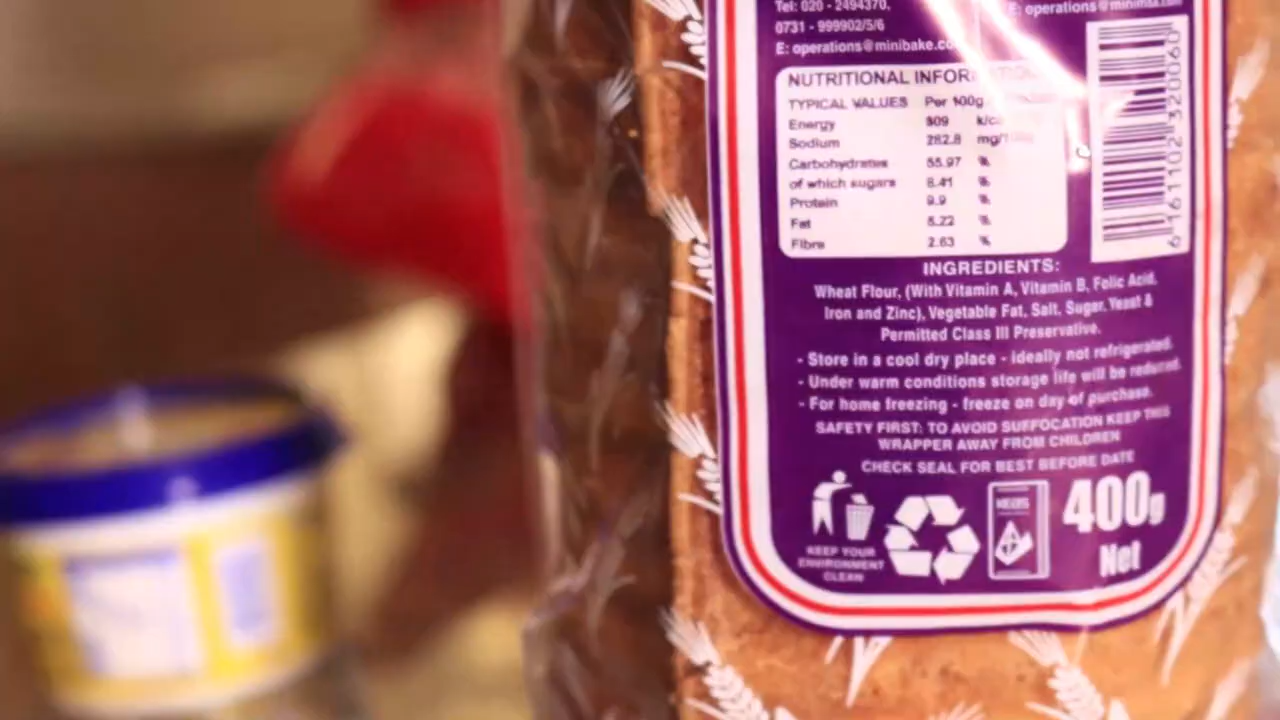 Tel: 020 - 2494370,
0731 - 999902/5/6
E: operations@minibake.co
E: operations@minibake.co
NUTRITIONAL INFORMATION
TYPICAL VALUES Per 100g
Energy 309 k/cal
Sodium 282.8 mg/100g
Carbohydrates 55.97 %
of which sugars 8.41 %
Protein 9.9 %
Fat 5.22 %
Fibre 2.63 %
6 161102 320060
INGREDIENTS:
Wheat Flour, (With Vitamin A, Vitamin B, Folic Acid,
Iron and Zinc), Vegetable Fat, Salt, Sugar, Yeast &
Permitted Class III Preservative.
- Store in a cool dry place - ideally not refrigerated.
- Under warm conditions storage life will be reduced.
- For home freezing - freeze on day of purchase.
SAFETY FIRST: TO AVOID SUFFOCATION KEEP THIS
WRAPPER AWAY FROM CHILDREN
CHECK SEAL FOR BEST BEFORE DATE
KEEP YOUR
ENVIRONMENT
CLEAN
400g
Net